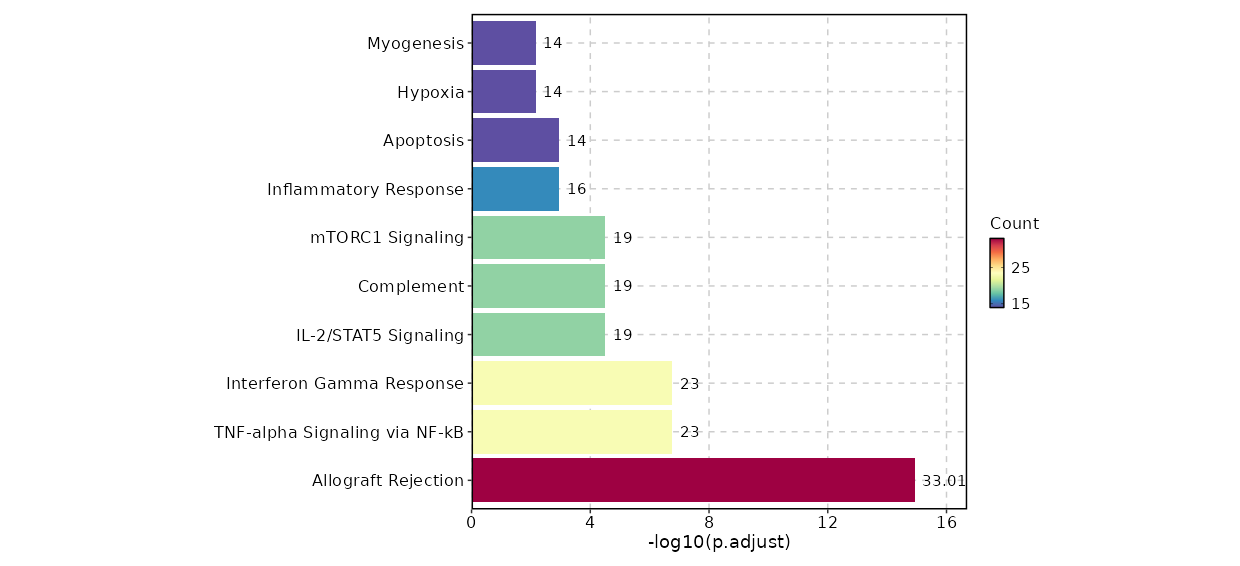 Myogenesis 14
Hypoxia 14
Apoptosis 14
Inflammatory Response 16
mTORC1 Signaling 19
Complement 19
IL-2/STAT5 Signaling 19
Interferon Gamma Response 23
TNF-alpha Signaling via NF-kB 23
Allograft Rejection 33.01
0 4 8 12 16
-log10(p.adjust)
Count
25
15